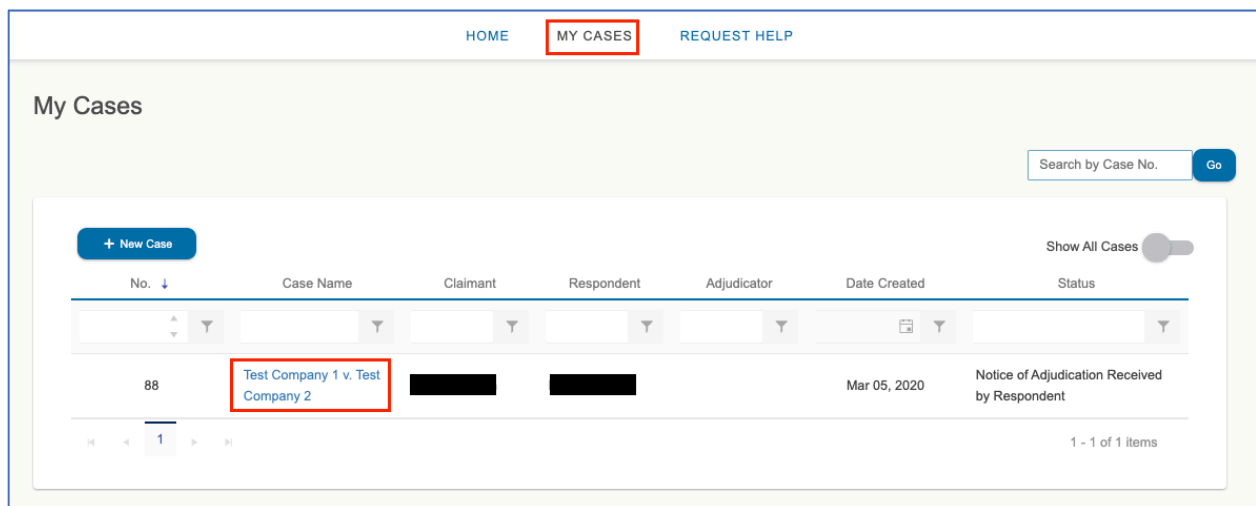 HOME MY CASES REQUEST HELP
My Cases
Search by Case No. Go
+ New Case
Show All Cases
No. ↓ Case Name Claimant Respondent Adjudicator Date Created Status
88 Test Company 1 v. Test Company 2 Mar 05, 2020 Notice of Adjudication Received by Respondent
1 1 - 1 of 1 items